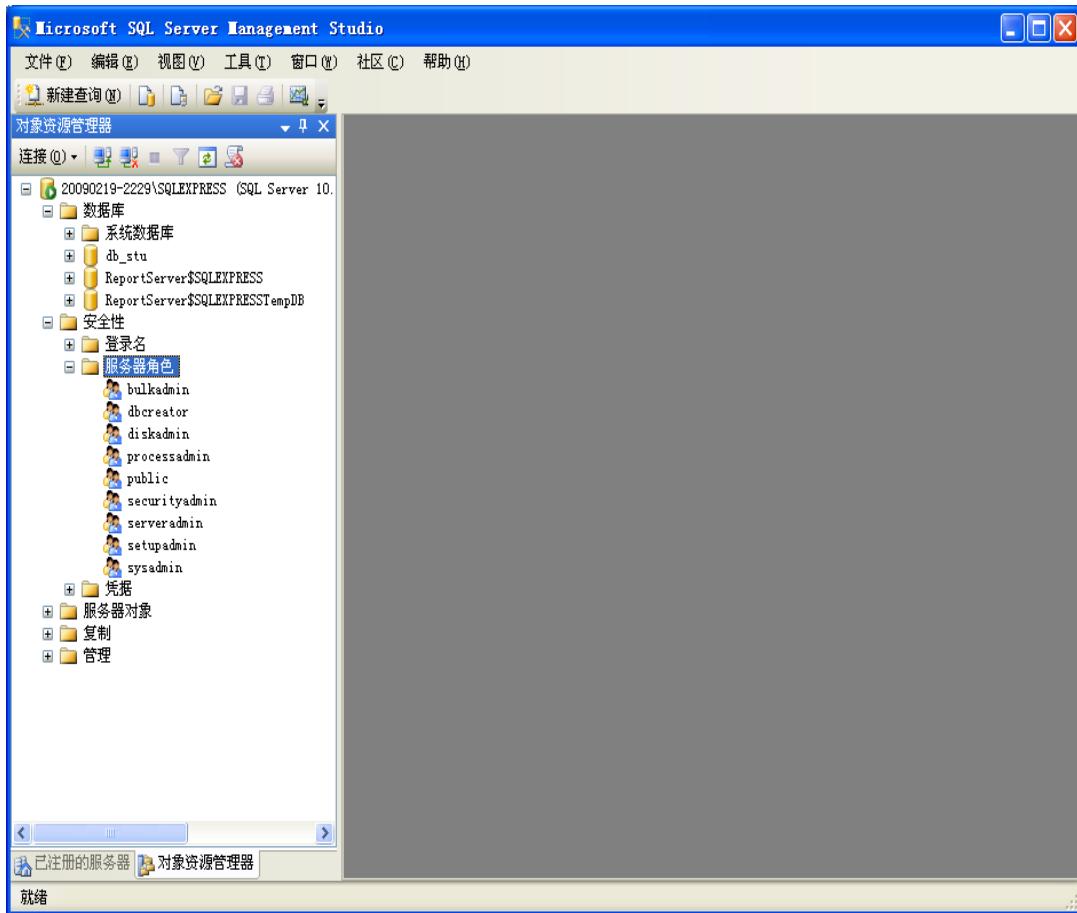 Microsoft SQL Server Management Studio
文件(F) 编辑(E) 视图(V) 工具(T) 窗口(W) 社区(C) 帮助(H)
新建查询(N)
对象资源管理器
连接(O)
20090219-2229\SQLEXPRESS (SQL Server 10.
数据库
系统数据库
db_stu
ReportServer$SQLEXPRESS
ReportServer$SQLEXPRESSTempDB
安全性
登录名
服务器角色
bulkadmin
dbcreator
diskadmin
processadmin
public
securityadmin
serveradmin
setupadmin
sysadmin
凭据
服务器对象
复制
管理
已注册的服务器 对象资源管理器
就绪